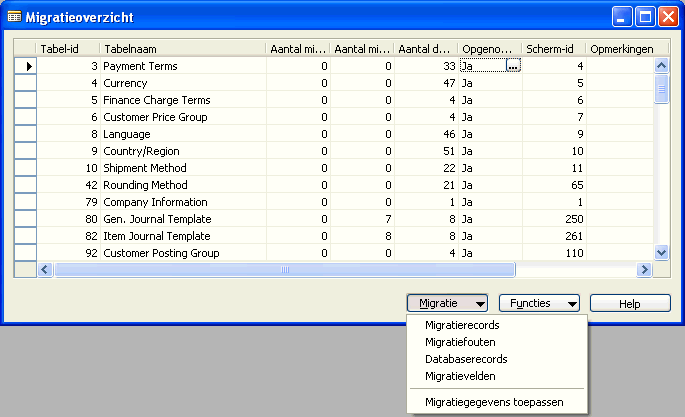 Migratieoverzicht
Tabel-id Tabelnaam Aantal mi... Aantal mi... Aantal d... Opgeno... Scherm-id Opmerkingen
3 Payment Terms 0 0 33 Ja ... 4
4 Currency 0 0 47 Ja 5
5 Finance Charge Terms 0 0 4 Ja 6
6 Customer Price Group 0 0 4 Ja 7
8 Language 0 0 46 Ja 9
9 Country/Region 0 0 51 Ja 10
10 Shipment Method 0 0 22 Ja 11
42 Rounding Method 0 0 21 Ja 65
79 Company Information 0 0 1 Ja 1
80 Gen. Journal Template 0 7 8 Ja 250
82 Item Journal Template 0 8 8 Ja 261
92 Customer Posting Group 0 0 4 Ja 110
Migratie Functies Help
Migratierecords
Migratiefouten
Databaserecords
Migratievelden
Migratiegegevens toepassen